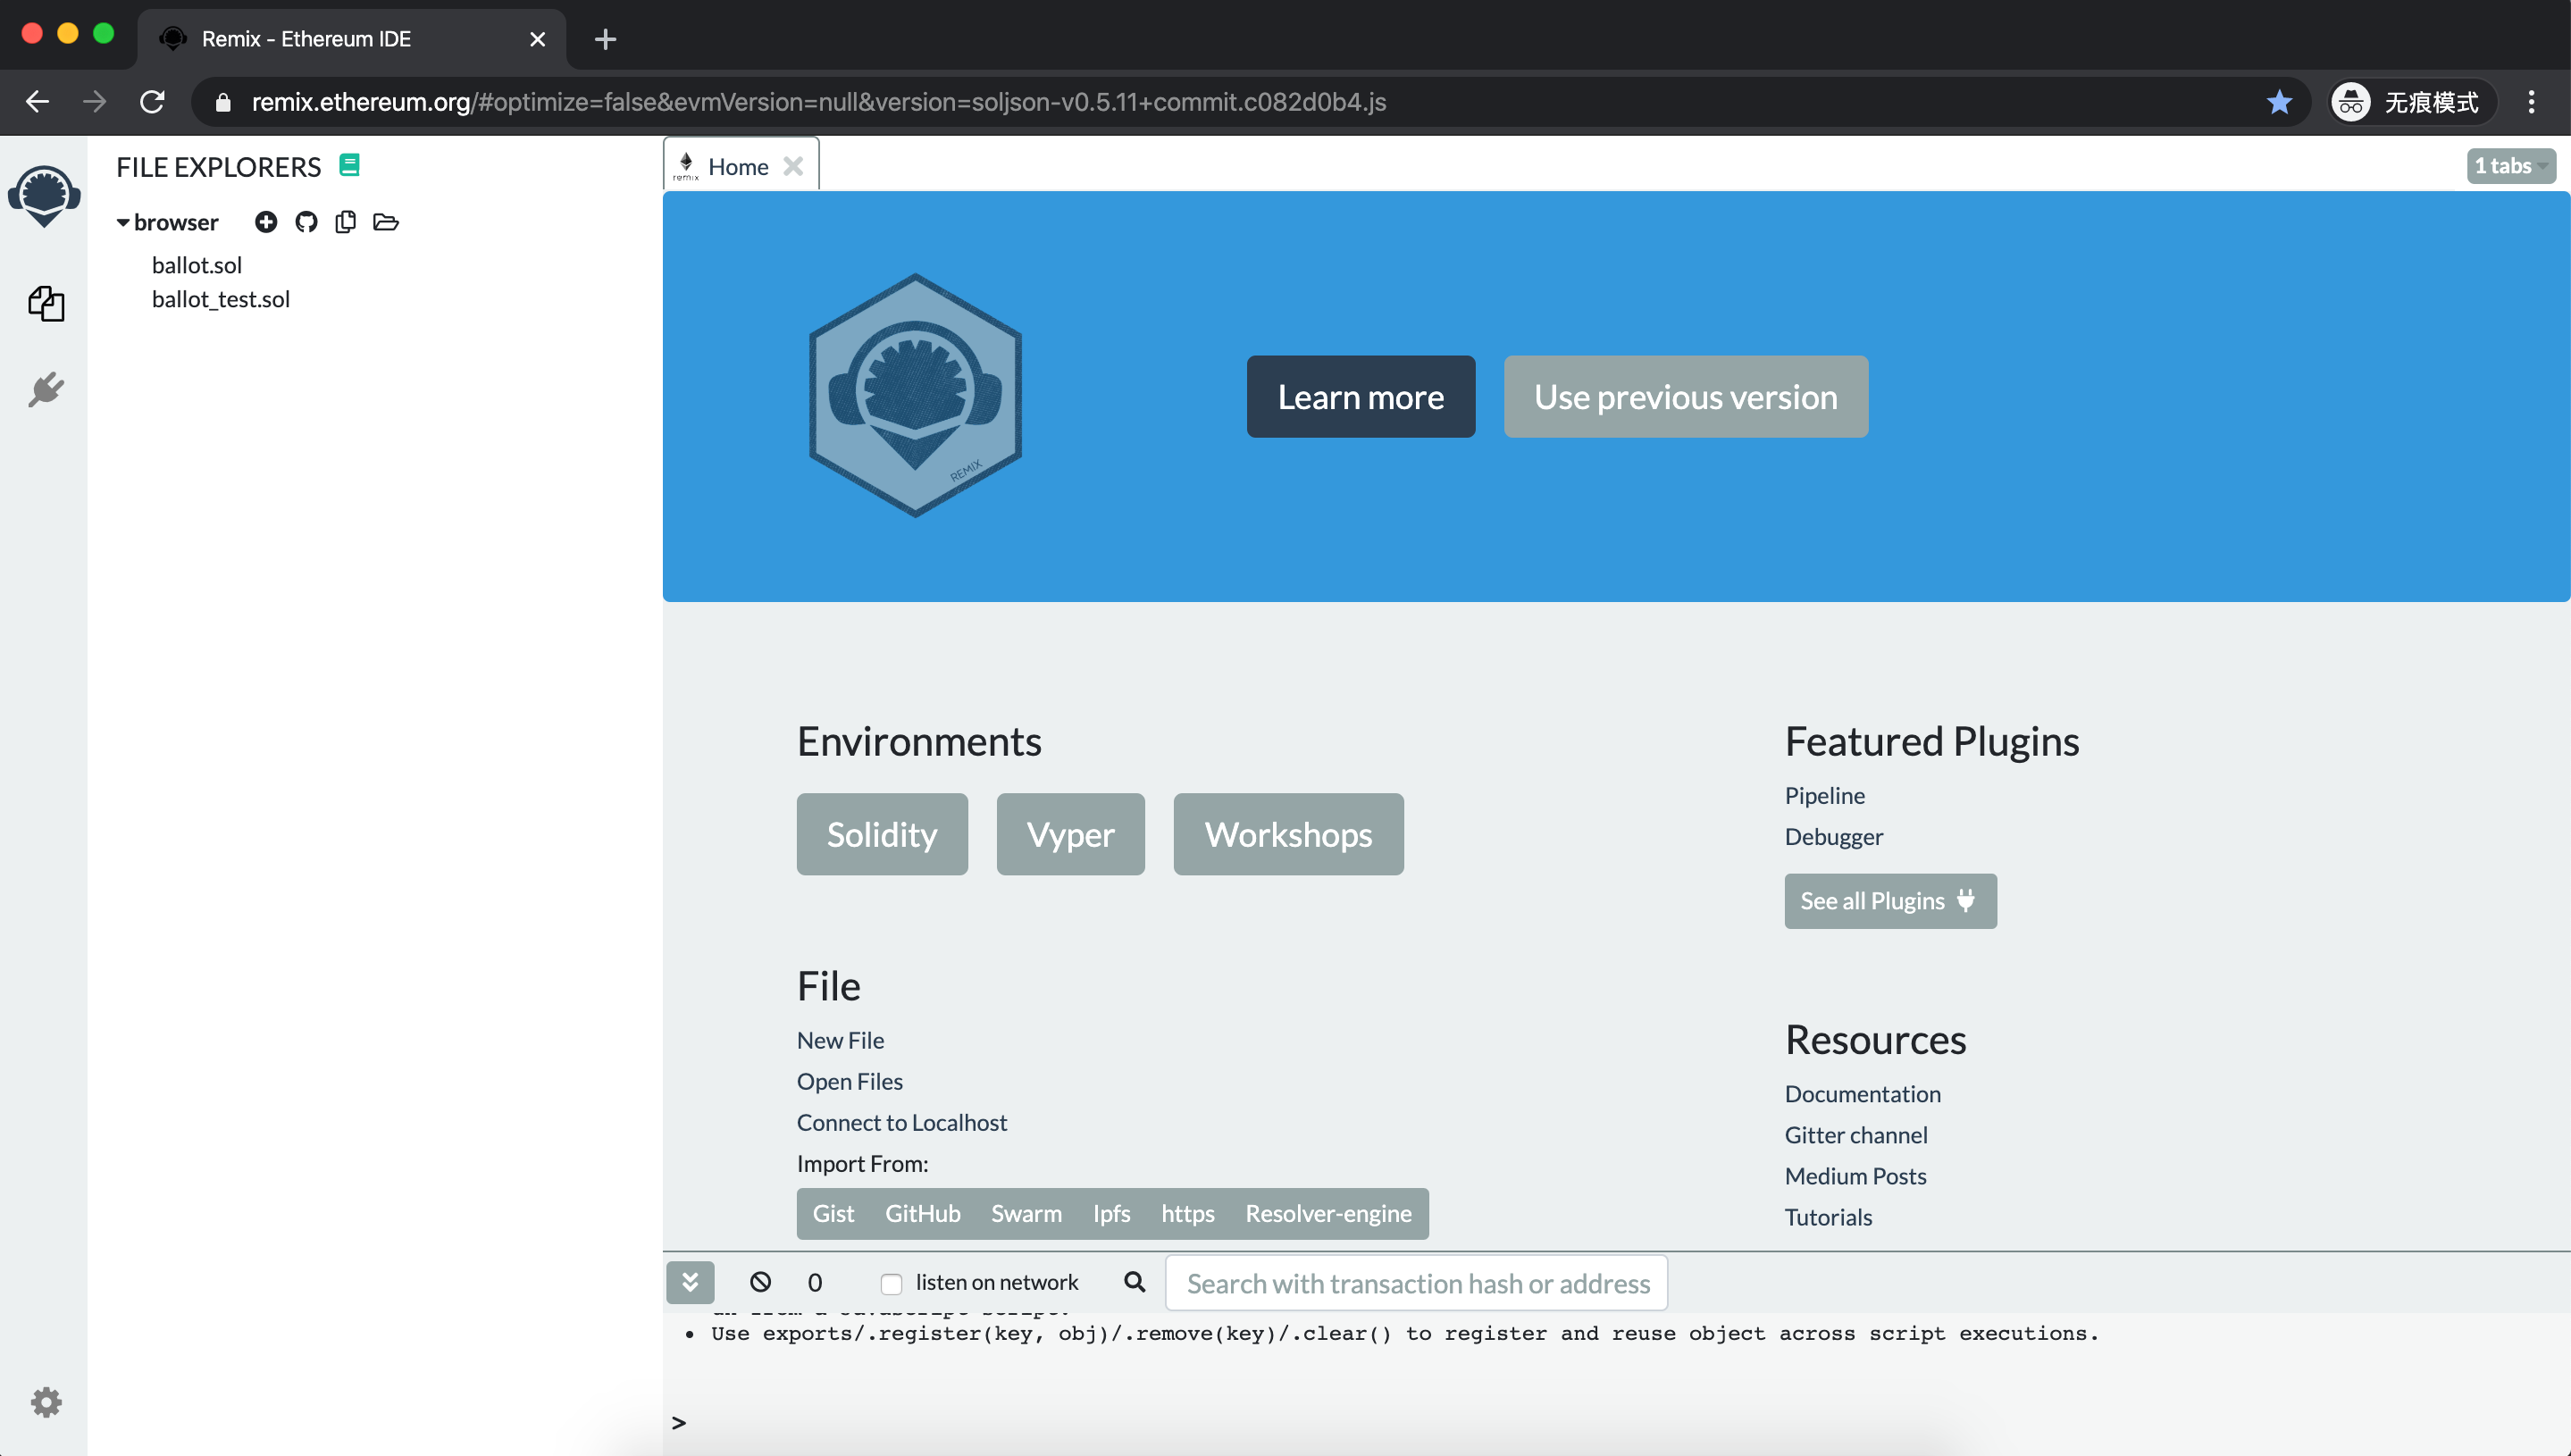 Remix - Ethereum IDE
remix.ethereum.org/#optimize=false&evmVersion=null&version=soljson-v0.5.11+commit.c082d0b4.js
无痕模式
FILE EXPLORERS
browser
ballot.sol
ballot_test.sol
remix
Home
1 tabs
REMIX
Learn more
Use previous version
Environments
Solidity
Vyper
Workshops
File
New File
Open Files
Connect to Localhost
Import From:
Gist GitHub Swarm Ipfs https Resolver-engine
Featured Plugins
Pipeline
Debugger
See all Plugins
Resources
Documentation
Gitter channel
Medium Posts
Tutorials
0
listen on network
Search with transaction hash or address
• Use exports/.register(key, obj)/.remove(key)/.clear() to register and reuse object across script executions.
>